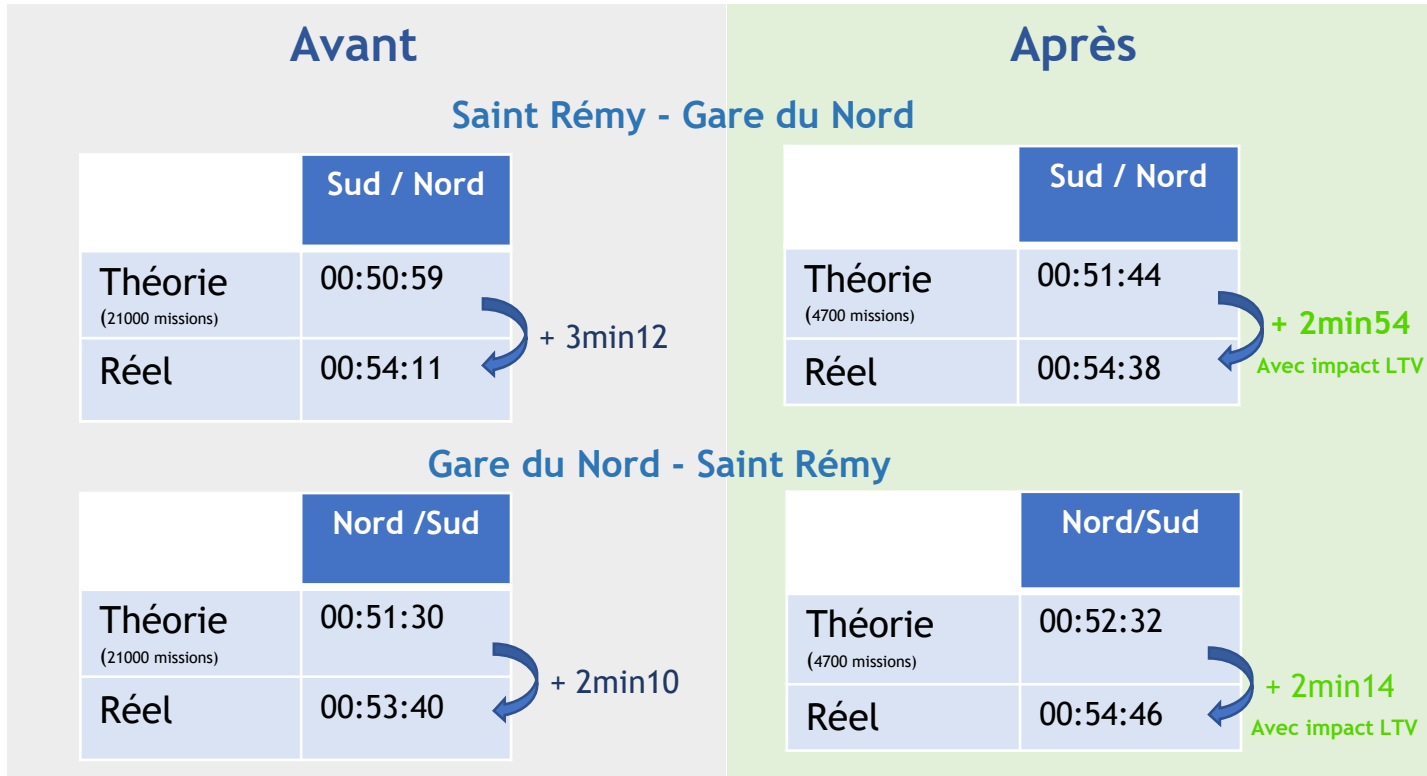 Avant
Après
Saint Rémy - Gare du Nord
Sud / Nord
Théorie
(21000 missions)
00:50:59
Réel
00:54:11
+ 3min12
Sud / Nord
Théorie
(4700 missions)
00:51:44
Réel
00:54:38
+ 2min54
Avec impact LTV
Gare du Nord - Saint Rémy
Nord /Sud
Théorie
(21000 missions)
00:51:30
Réel
00:53:40
+ 2min10
Nord/Sud
Théorie
(4700 missions)
00:52:32
Réel
00:54:46
+ 2min14
Avec impact LTV